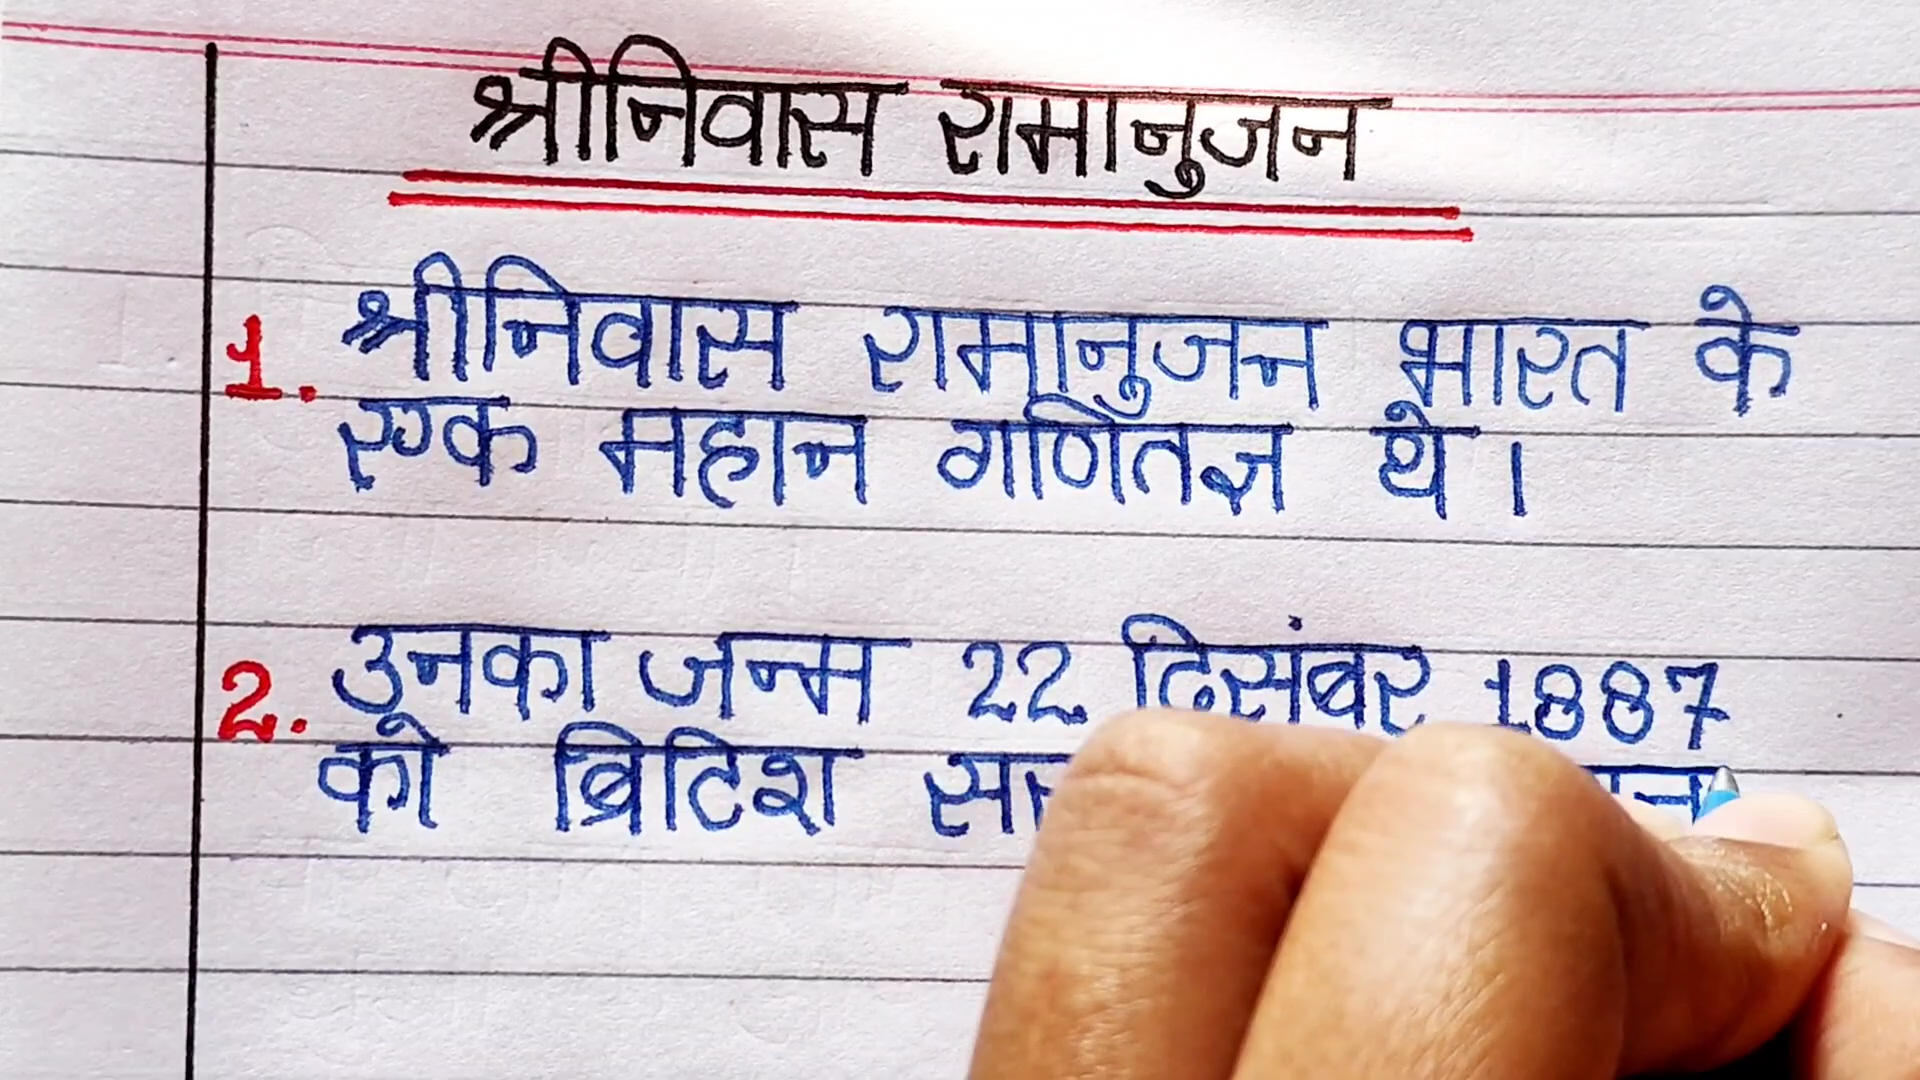 श्रीनिवास रामानुजन
1. श्रीनिवास रामानुजन भारत के
एक महान गणितज्ञ थे।
2. उनका जन्म 22 दिसंबर 1887
को ब्रिटिश